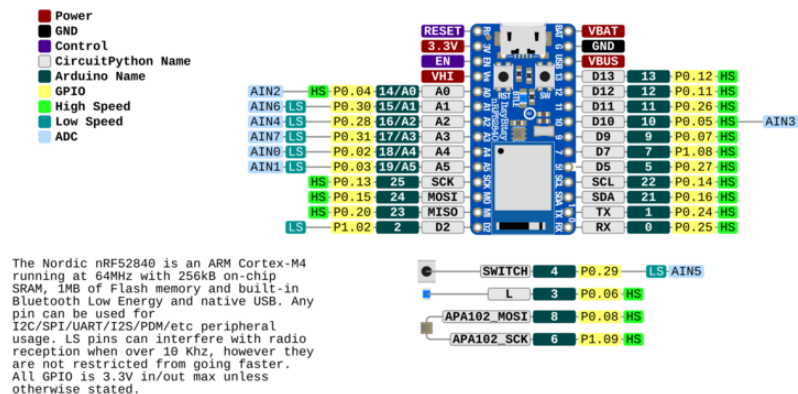 Power
GND
Control
CircuitPython Name
Arduino Name
GPIO
High Speed
Low Speed
ADC
RESET VBAT
3.3V GND
EN VBUS
VHI D13 13 P0.12 HS
AIN2 HS P0.04 14/A0 A0 D12 12 P0.11 HS
AIN6 LS P0.30 15/A1 A1 D11 11 P0.26 HS
AIN4 LS P0.28 16/A2 A2 D10 10 P0.05 HS AIN3
AIN7 LS P0.31 17/A3 A3 D9 9 P0.07 HS
AIN0 LS P0.02 18/A4 A4 D7 7 P1.08 HS
AIN1 LS P0.03 19/A5 A5 D5 5 P0.27 HS
HS P0.13 25 SCK SCL 22 P0.14 HS
HS P0.15 24 MOSI SDA 21 P0.16 HS
HS P0.20 23 MISO TX 1 P0.24 HS
LS P1.02 2 D2 RX 0 P0.25 HS
The Nordic nRF52840 is an ARM Cortex-M4
running at 64MHz with 256kB on-chip
SRAM, 1MB of Flash memory and built-in
Bluetooth Low Energy and native USB. Any
pin can be used for
I2C/SPI/UART/I2S/PDM/etc peripheral
usage. LS pins can interfere with radio
reception when over 10 Khz, however they
are not restricted from going faster.
All GPIO is 3.3V in/out max unless
otherwise stated.
SWITCH 4 P0.29 LS AIN5
L 3 P0.06 HS
APA102_MOSI 8 P0.08 HS
APA102_SCK 6 P1.09 HS